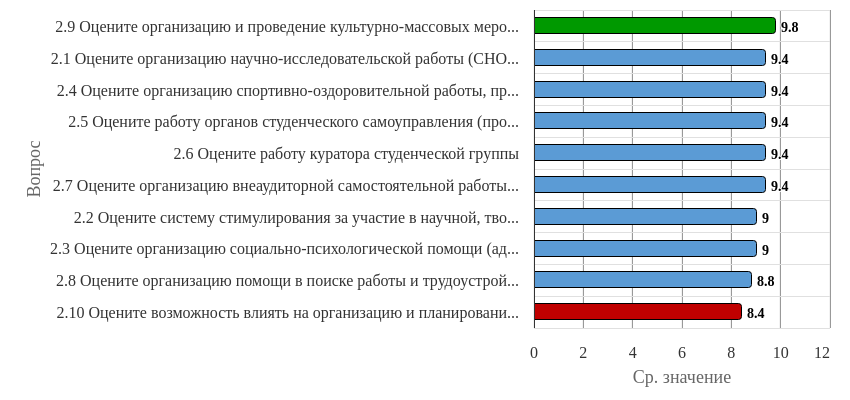 2.9 Оцените организацию и проведение культурно-массовых меро... 9.8
2.1 Оцените организацию научно-исследовательской работы (СНО... 9.4
2.4 Оцените организацию спортивно-оздоровительной работы, пр... 9.4
2.5 Оцените работу органов студенческого самоуправления (про... 9.4
2.6 Оцените работу куратора студенческой группы 9.4
2.7 Оцените организацию внеаудиторной самостоятельной работы... 9.4
2.2 Оцените систему стимулирования за участие в научной, тво... 9
2.3 Оцените организацию социально-психологической помощи (ад... 9
2.8 Оцените организацию помощи в поиске работы и трудоустрой... 8.8
2.10 Оцените возможность влиять на организацию и планировани... 8.4
Вопрос
0 2 4 6 8 10 12
Ср. значение